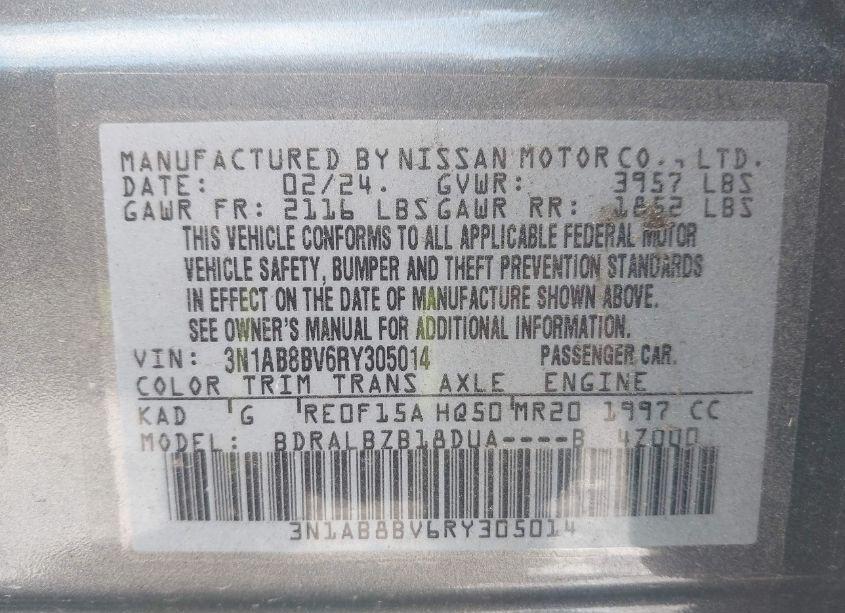 MANUFACTURED BY NISSAN MOTOR CO., LTD.
DATE: 02/24. GVWR: 3957 LBS
GAWR FR: 2116 LBS GAWR RR: 1862 LBS
THIS VEHICLE CONFORMS TO ALL APPLICABLE FEDERAL MOTOR
VEHICLE SAFETY, BUMPER AND THEFT PREVENTION STANDARDS
IN EFFECT ON THE DATE OF MANUFACTURE SHOWN ABOVE.
SEE OWNER'S MANUAL FOR ADDITIONAL INFORMATION.
VIN: 3N1AB8BV6RY305014 PASSENGER CAR.
COLOR TRIM TRANS AXLE ENGINE
KAD G RE0F15A HQ50 MR20 1997 CC
MODEL: BDRALBZB18DUA----B 4Z0U0
3N1AB8BV6RY305014